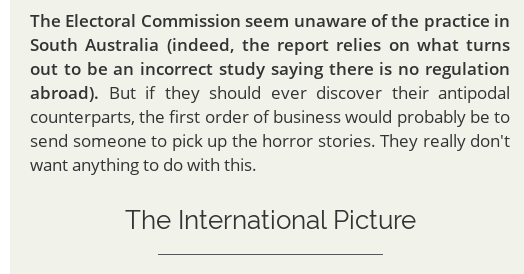 The Electoral Commission seem unaware of the practice in
South Australia (indeed, the report relies on what turns
out to be an incorrect study saying there is no regulation
abroad). But if they should ever discover their antipodal
counterparts, the first order of business would probably be to
send someone to pick up the horror stories. They really don't
want anything to do with this.
The International Picture